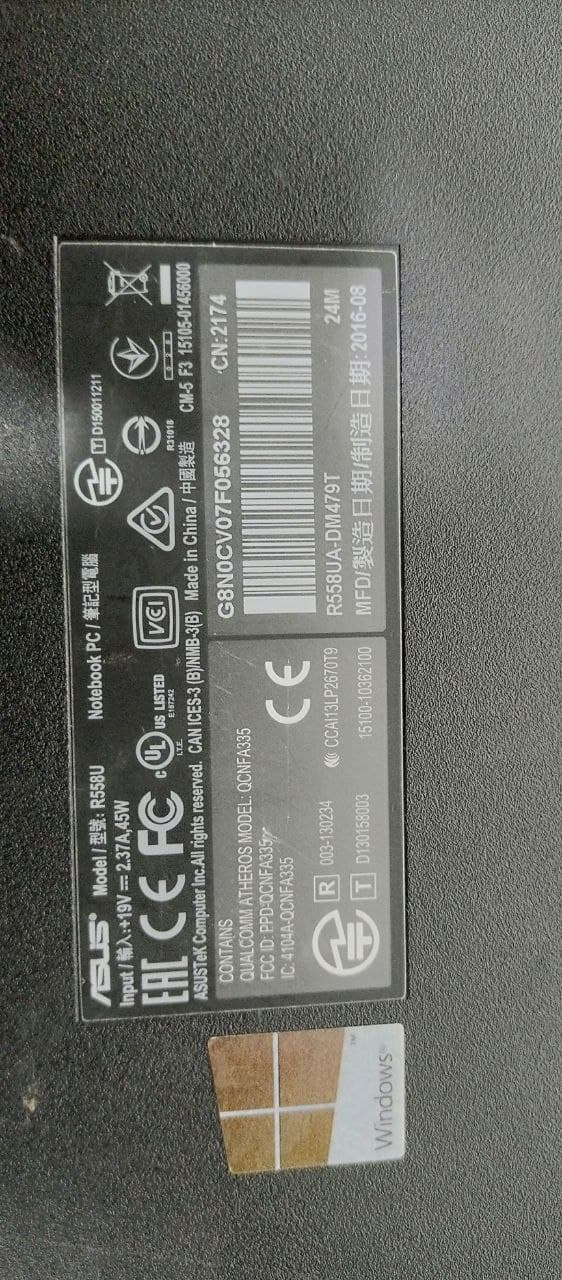 ASUS Model / 型號: R558U Notebook PC / 筆記型電腦
T D150011211
Input / 輸入:+19V⎓ 2.37A,45W
EAC CE FC c UL US LISTED
I.T.E. E187242
VCI
R31018
ASUSTeK Computer Inc.All rights reserved. CAN ICES-3 (B)/NMB-3(B) Made in China / 中國製造 CM-5 F3 15105-01456000
CONTAINS
QUALCOMM ATHEROS MODEL: QCNFA335
FCC ID: PPD-QCNFA335
IC: 4104A-QCNFA335
CE
R 003-130234 CCAI13LP2670T9
T D130158003 15100-10362100
G8N0CV07F056328 CN:2174
R558UA-DM479T 24M
MFD/製造日期/制造日期:2016-08
Windows®